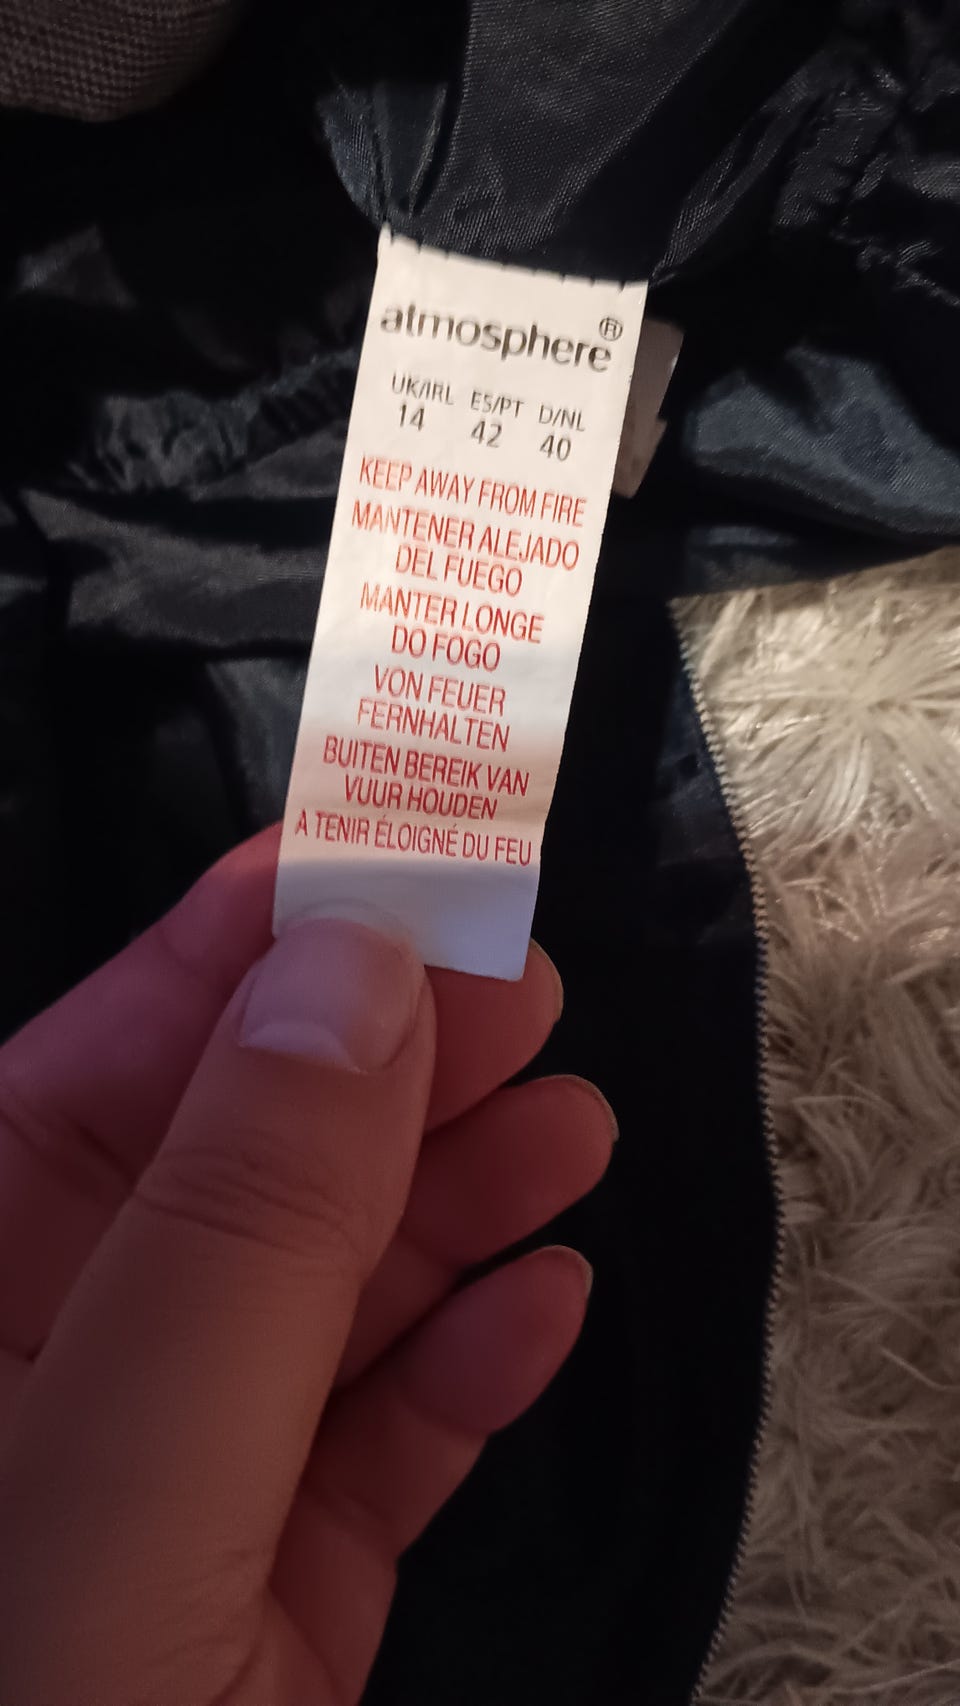 atmosphere®
UK/IRL ES/PT D/NL
14 42 40
KEEP AWAY FROM FIRE
MANTENER ALEJADO
DEL FUEGO
MANTER LONGE
DO FOGO
VON FEUER
FERNHALTEN
BUITEN BEREIK VAN
VUUR HOUDEN
A TENIR ÉLOIGNÉ DU FEU